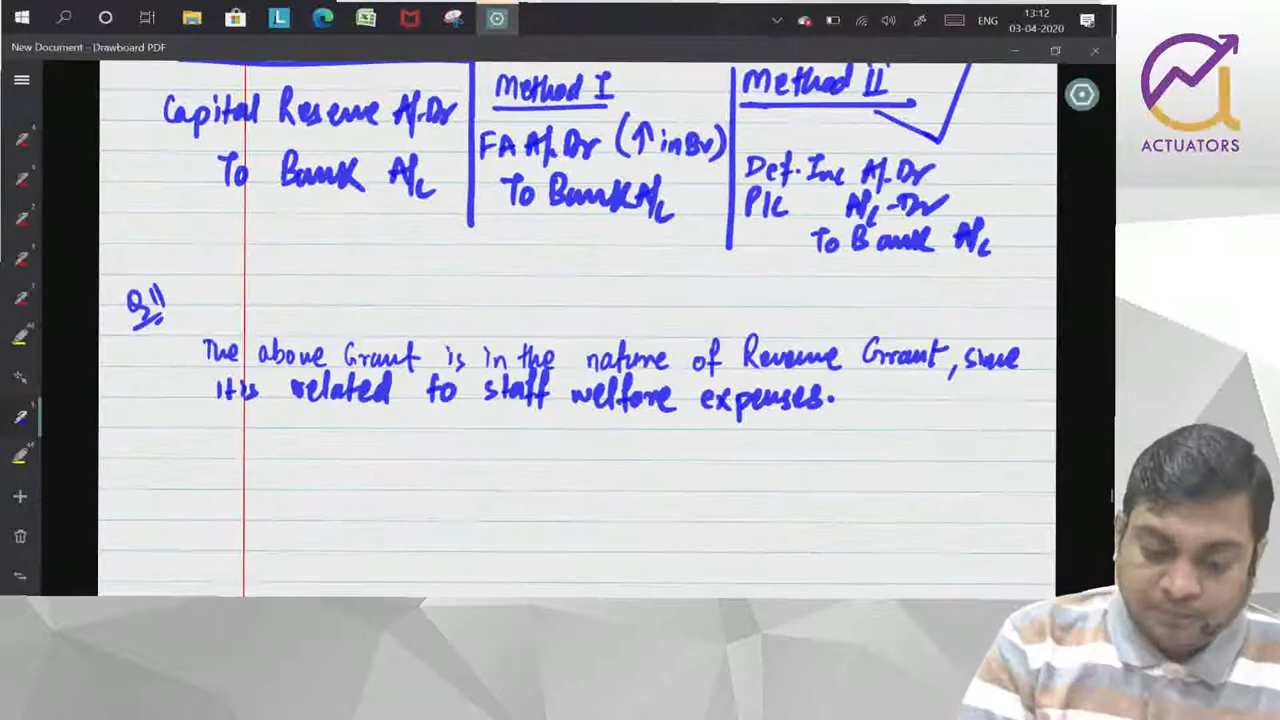 13:12
ENG
03-04-2020
New Document - Drawboard PDF
ACTUATORS
Capital Reserve A/c. Dr
To Bank A/c
Method I
FA A/c. Dr (↑ in BV)
To Bank A/c
Method II
Def. Inc A/c. Dr
P/L A/c - Dr
To Bank A/c
Q11
The above Grant is in the nature of Revenue Grant, since
it is related to staff welfare expenses.